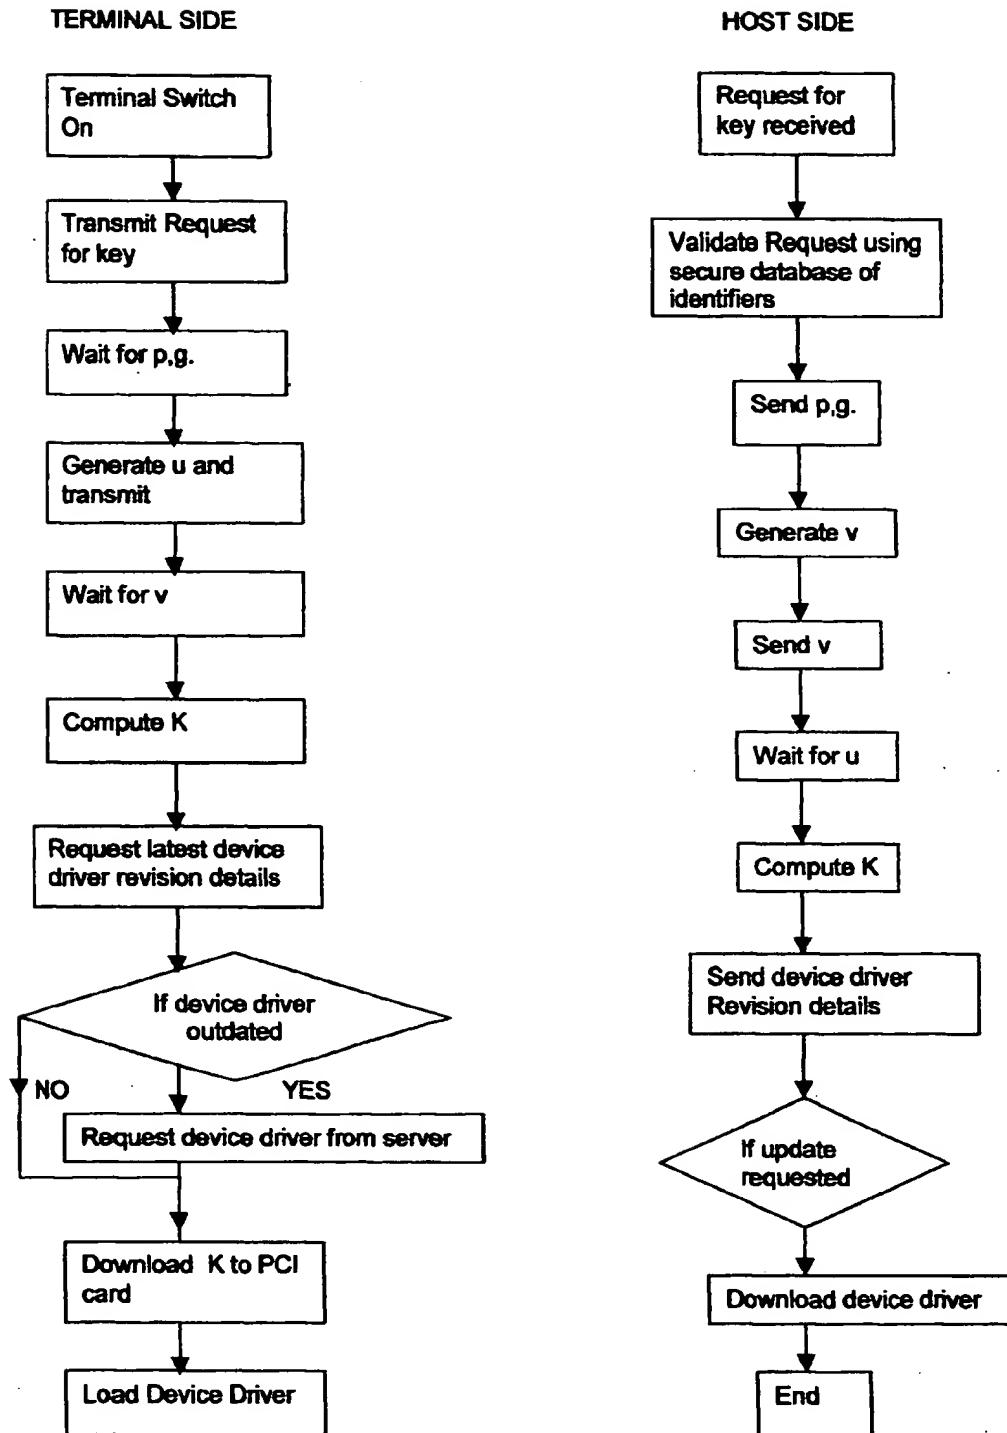 TERMINAL SIDE
Terminal Switch
On
Transmit Request
for key
Wait for p,g.
Generate u and
transmit
Wait for v
Compute K
Request latest device
driver revision details
If device driver
outdated
NO
YES
Request device driver from server
Download K to PCI
card
Load Device Driver
HOST SIDE
Request for
key received
Validate Request using
secure database of
identifiers
Send p,g.
Generate v
Send v
Wait for u
Compute K
Send device driver
Revision details
If update
requested
Download device driver
End